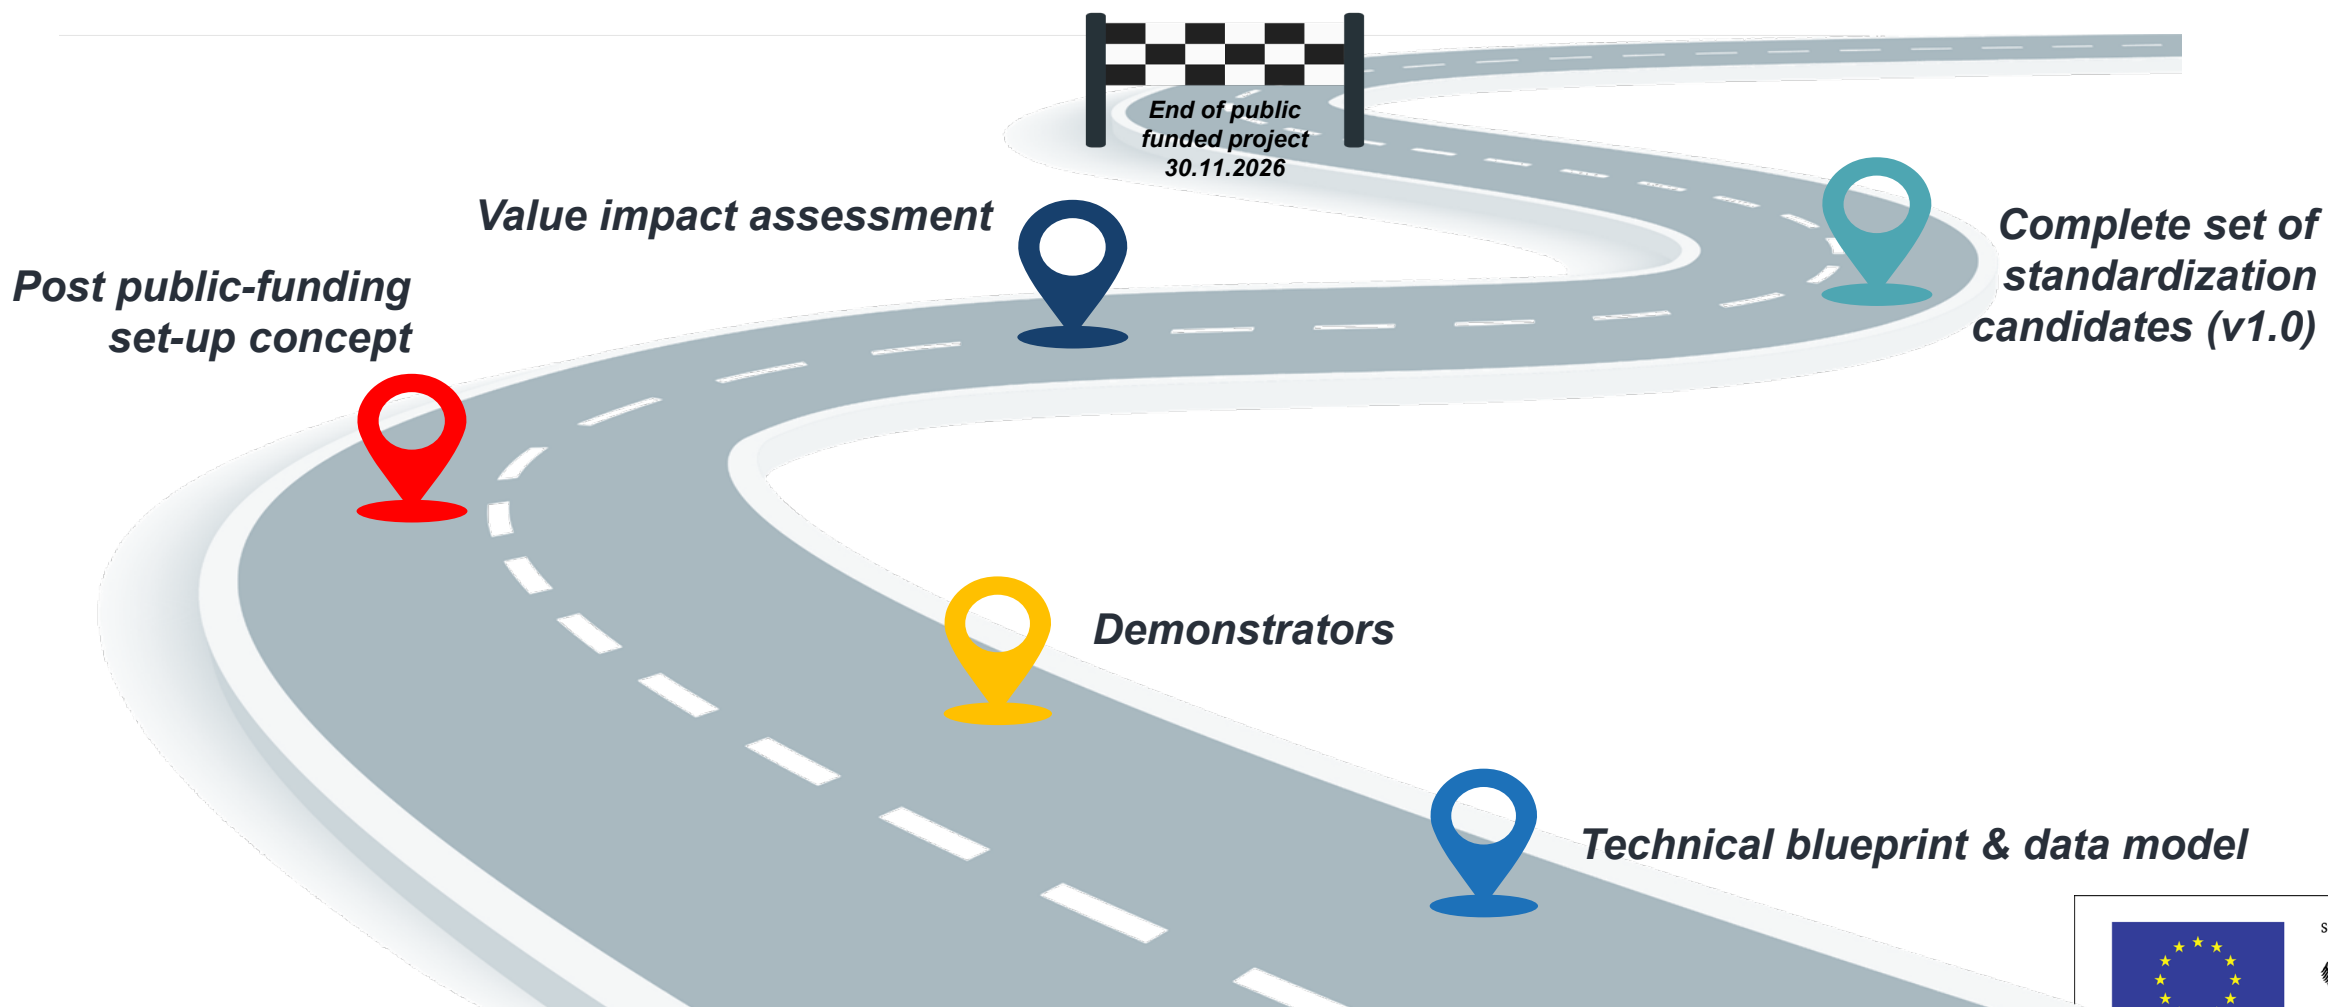 End of public
funded project
30.11.2026
Value impact assessment
Complete set of
standardization
candidates (v1.0)
Post public-funding
set-up concept
Demonstrators
Technical blueprint & data model